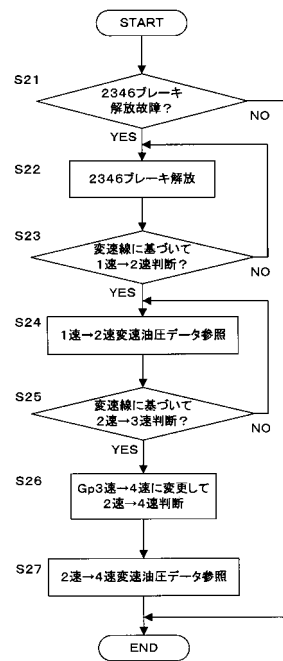 START
S21
2346ブレーキ
解放故障?
NO
YES
S22
2346ブレーキ解放
S23
変速線に基づいて
1速→2速判断?
NO
YES
S24
1速→2速変速油圧データ参照
S25
変速線に基づいて
2速→3速判断?
NO
YES
S26
Gp3速→4速に変更して
2速→4速判断
S27
2速→4速変速油圧データ参照
END